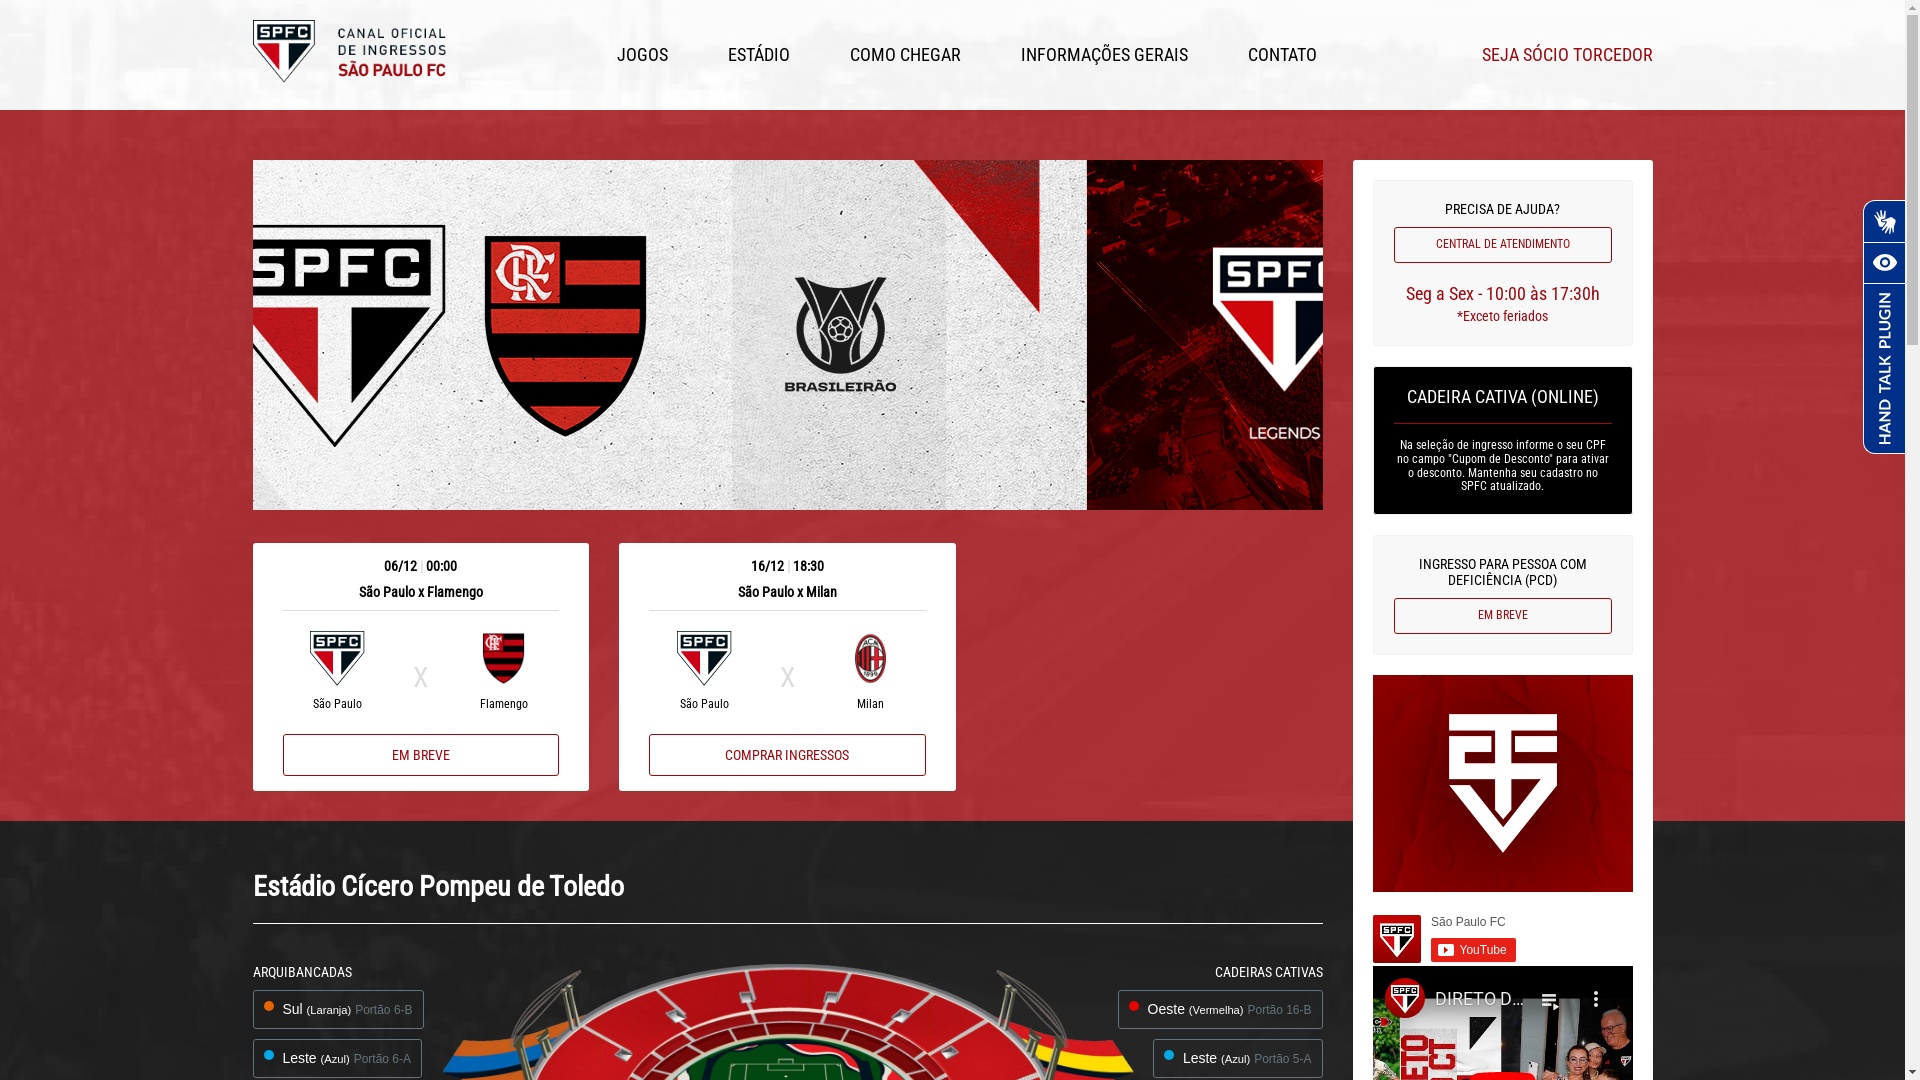 SPFC
CANAL OFICIAL
DE INGRESSOS
SÃO PAULO FC
JOGOS
ESTÁDIO
COMO CHEGAR
INFORMAÇÕES GERAIS
CONTATO
SEJA SÓCIO TORCEDOR
SPFC
BRASILEIRÃO
SPFC
LEGENDS
PRECISA DE AJUDA?
CENTRAL DE ATENDIMENTO
Seg a Sex - 10:00 às 17:30h
*Exceto feriados
HAND TALK PLUGIN
CADEIRA CATIVA (ONLINE)
Na seleção de ingresso informe o seu CPF
no campo "Cupom de Desconto" para ativar
o desconto. Mantenha seu cadastro no
SPFC atualizado.
INGRESSO PARA PESSOA COM
DEFICIÊNCIA (PCD)
EM BREVE
06/12 | 00:00
São Paulo x Flamengo
SPFC
X
São Paulo
Flamengo
EM BREVE
16/12 | 18:30
São Paulo x Milan
SPFC
X
São Paulo
Milan
COMPRAR INGRESSOS
Estádio Cícero Pompeu de Toledo
ARQUIBANCADAS
Sul (Laranja) Portão 6-B
Leste (Azul) Portão 6-A
CADEIRAS CATIVAS
Oeste (Vermelha) Portão 16-B
Leste (Azul) Portão 5-A
SPFC
São Paulo FC
YouTube
SPFC
DIRETO D...